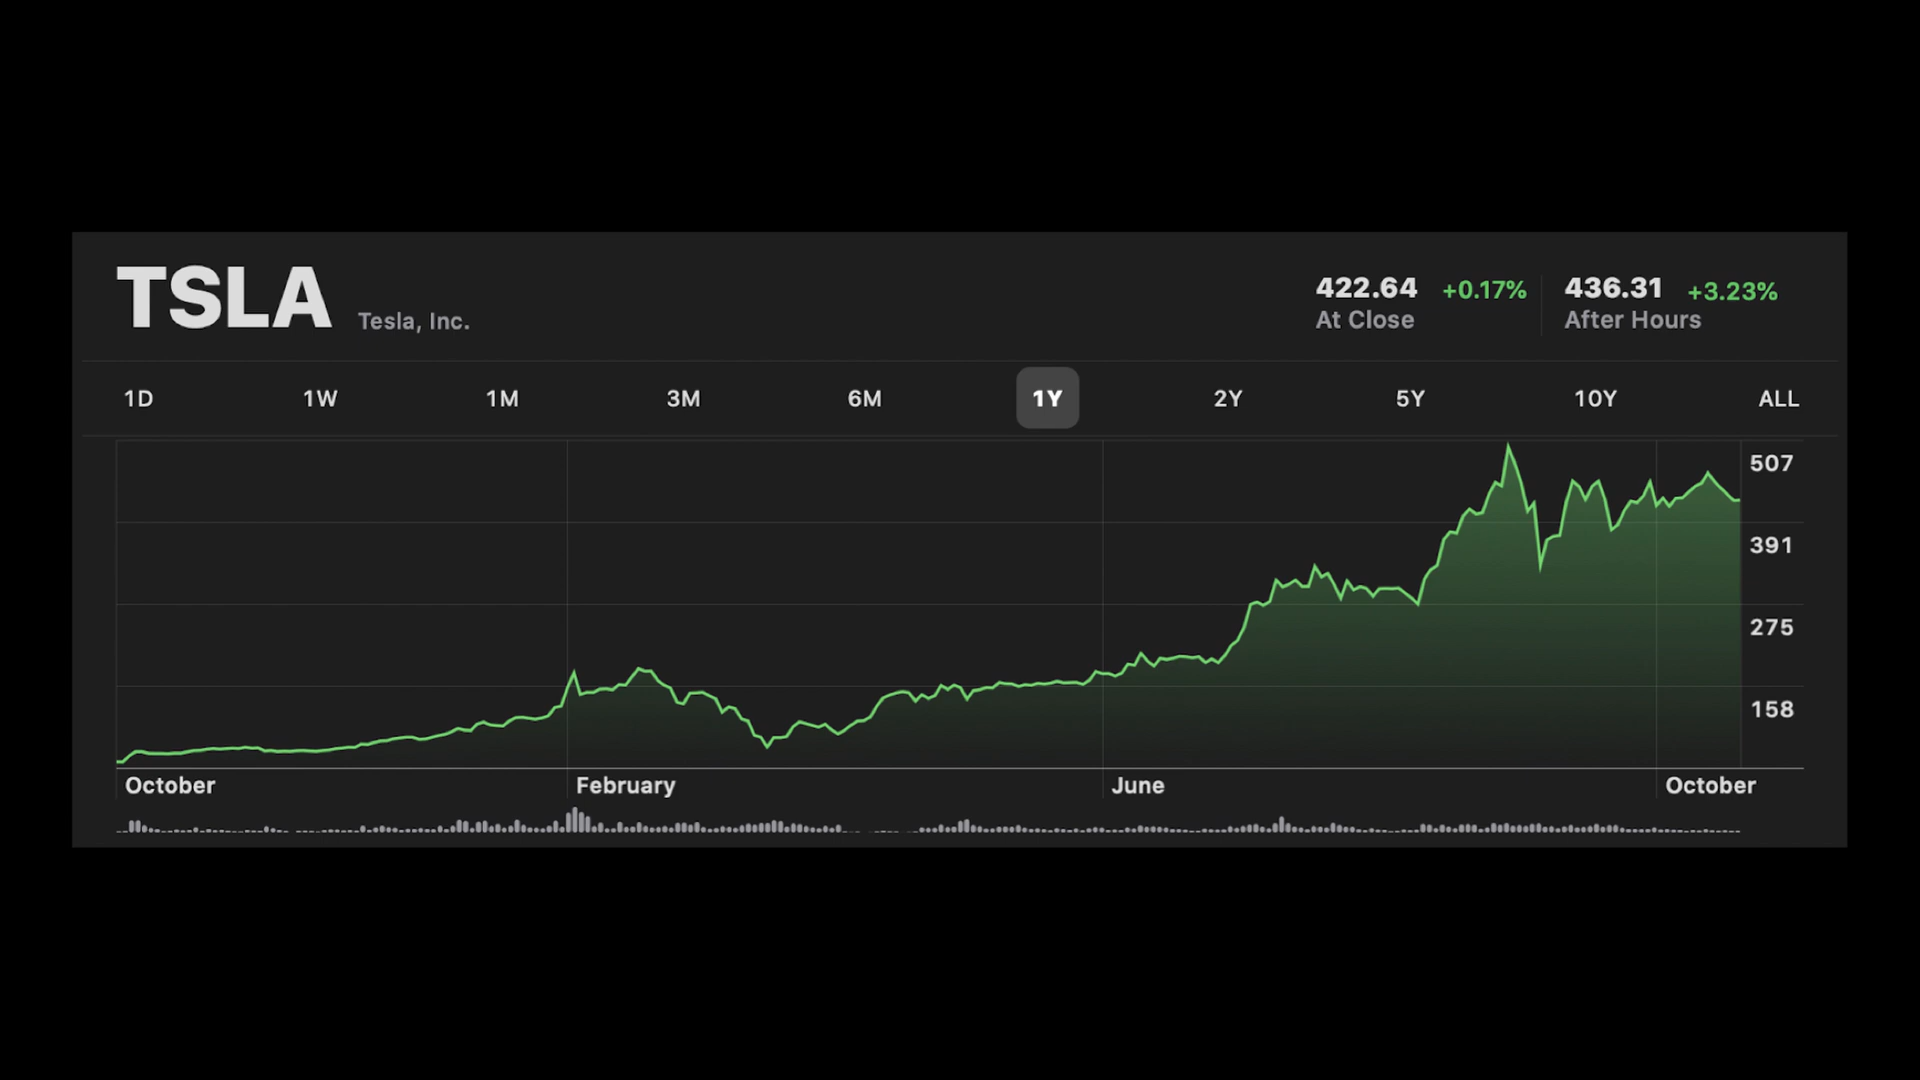 TSLA Tesla, Inc.
422.64 +0.17%
At Close
436.31 +3.23%
After Hours
1D 1W 1M 3M 6M 1Y 2Y 5Y 10Y ALL
507
391
275
158
October February June October